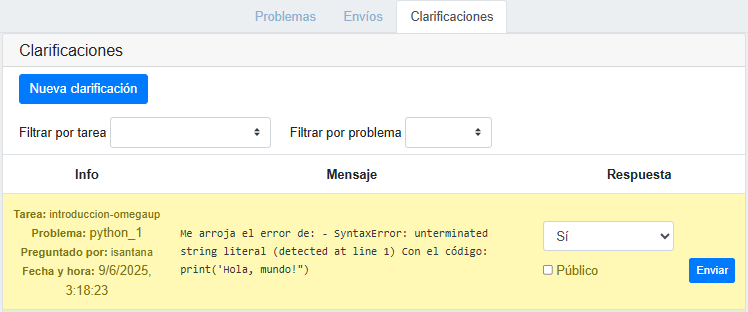 Problemas Envíos Clarificaciones
Clarificaciones
Nueva clarificación
Filtrar por tarea Filtrar por problema
Info Mensaje Respuesta
Tarea: introduccion-omegaup
Problema: python_1
Preguntado por: isantana
Fecha y hora: 9/6/2025,
3:18:23
Me arroja el error de: - SyntaxError: unterminated
string literal (detected at line 1) Con el código:
print('Hola, mundo!")
Sí
Público
Enviar